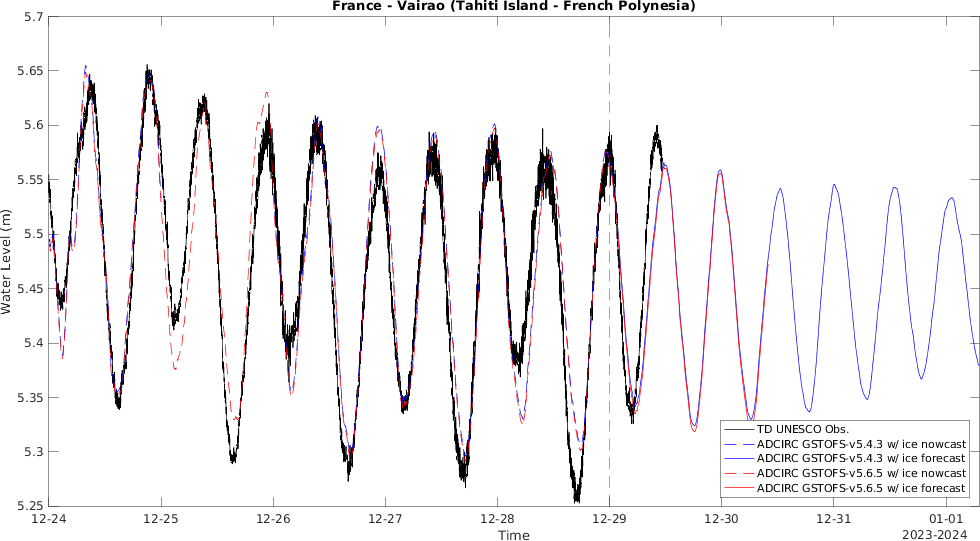 France - Vairao (Tahiti Island - French Polynesia)
5.7
5.65
5.6
5.55
5.5
5.45
5.4
5.35
5.3
5.25
Water Level (m)
TD UNESCO Obs.
ADCIRC GSTOFS-v5.4.3 w/ ice nowcast
ADCIRC GSTOFS-v5.4.3 w/ ice forecast
ADCIRC GSTOFS-v5.6.5 w/ ice nowcast
ADCIRC GSTOFS-v5.6.5 w/ ice forecast
12-24 12-25 12-26 12-27 12-28 12-29 12-30 12-31 01-01
Time
2023-2024